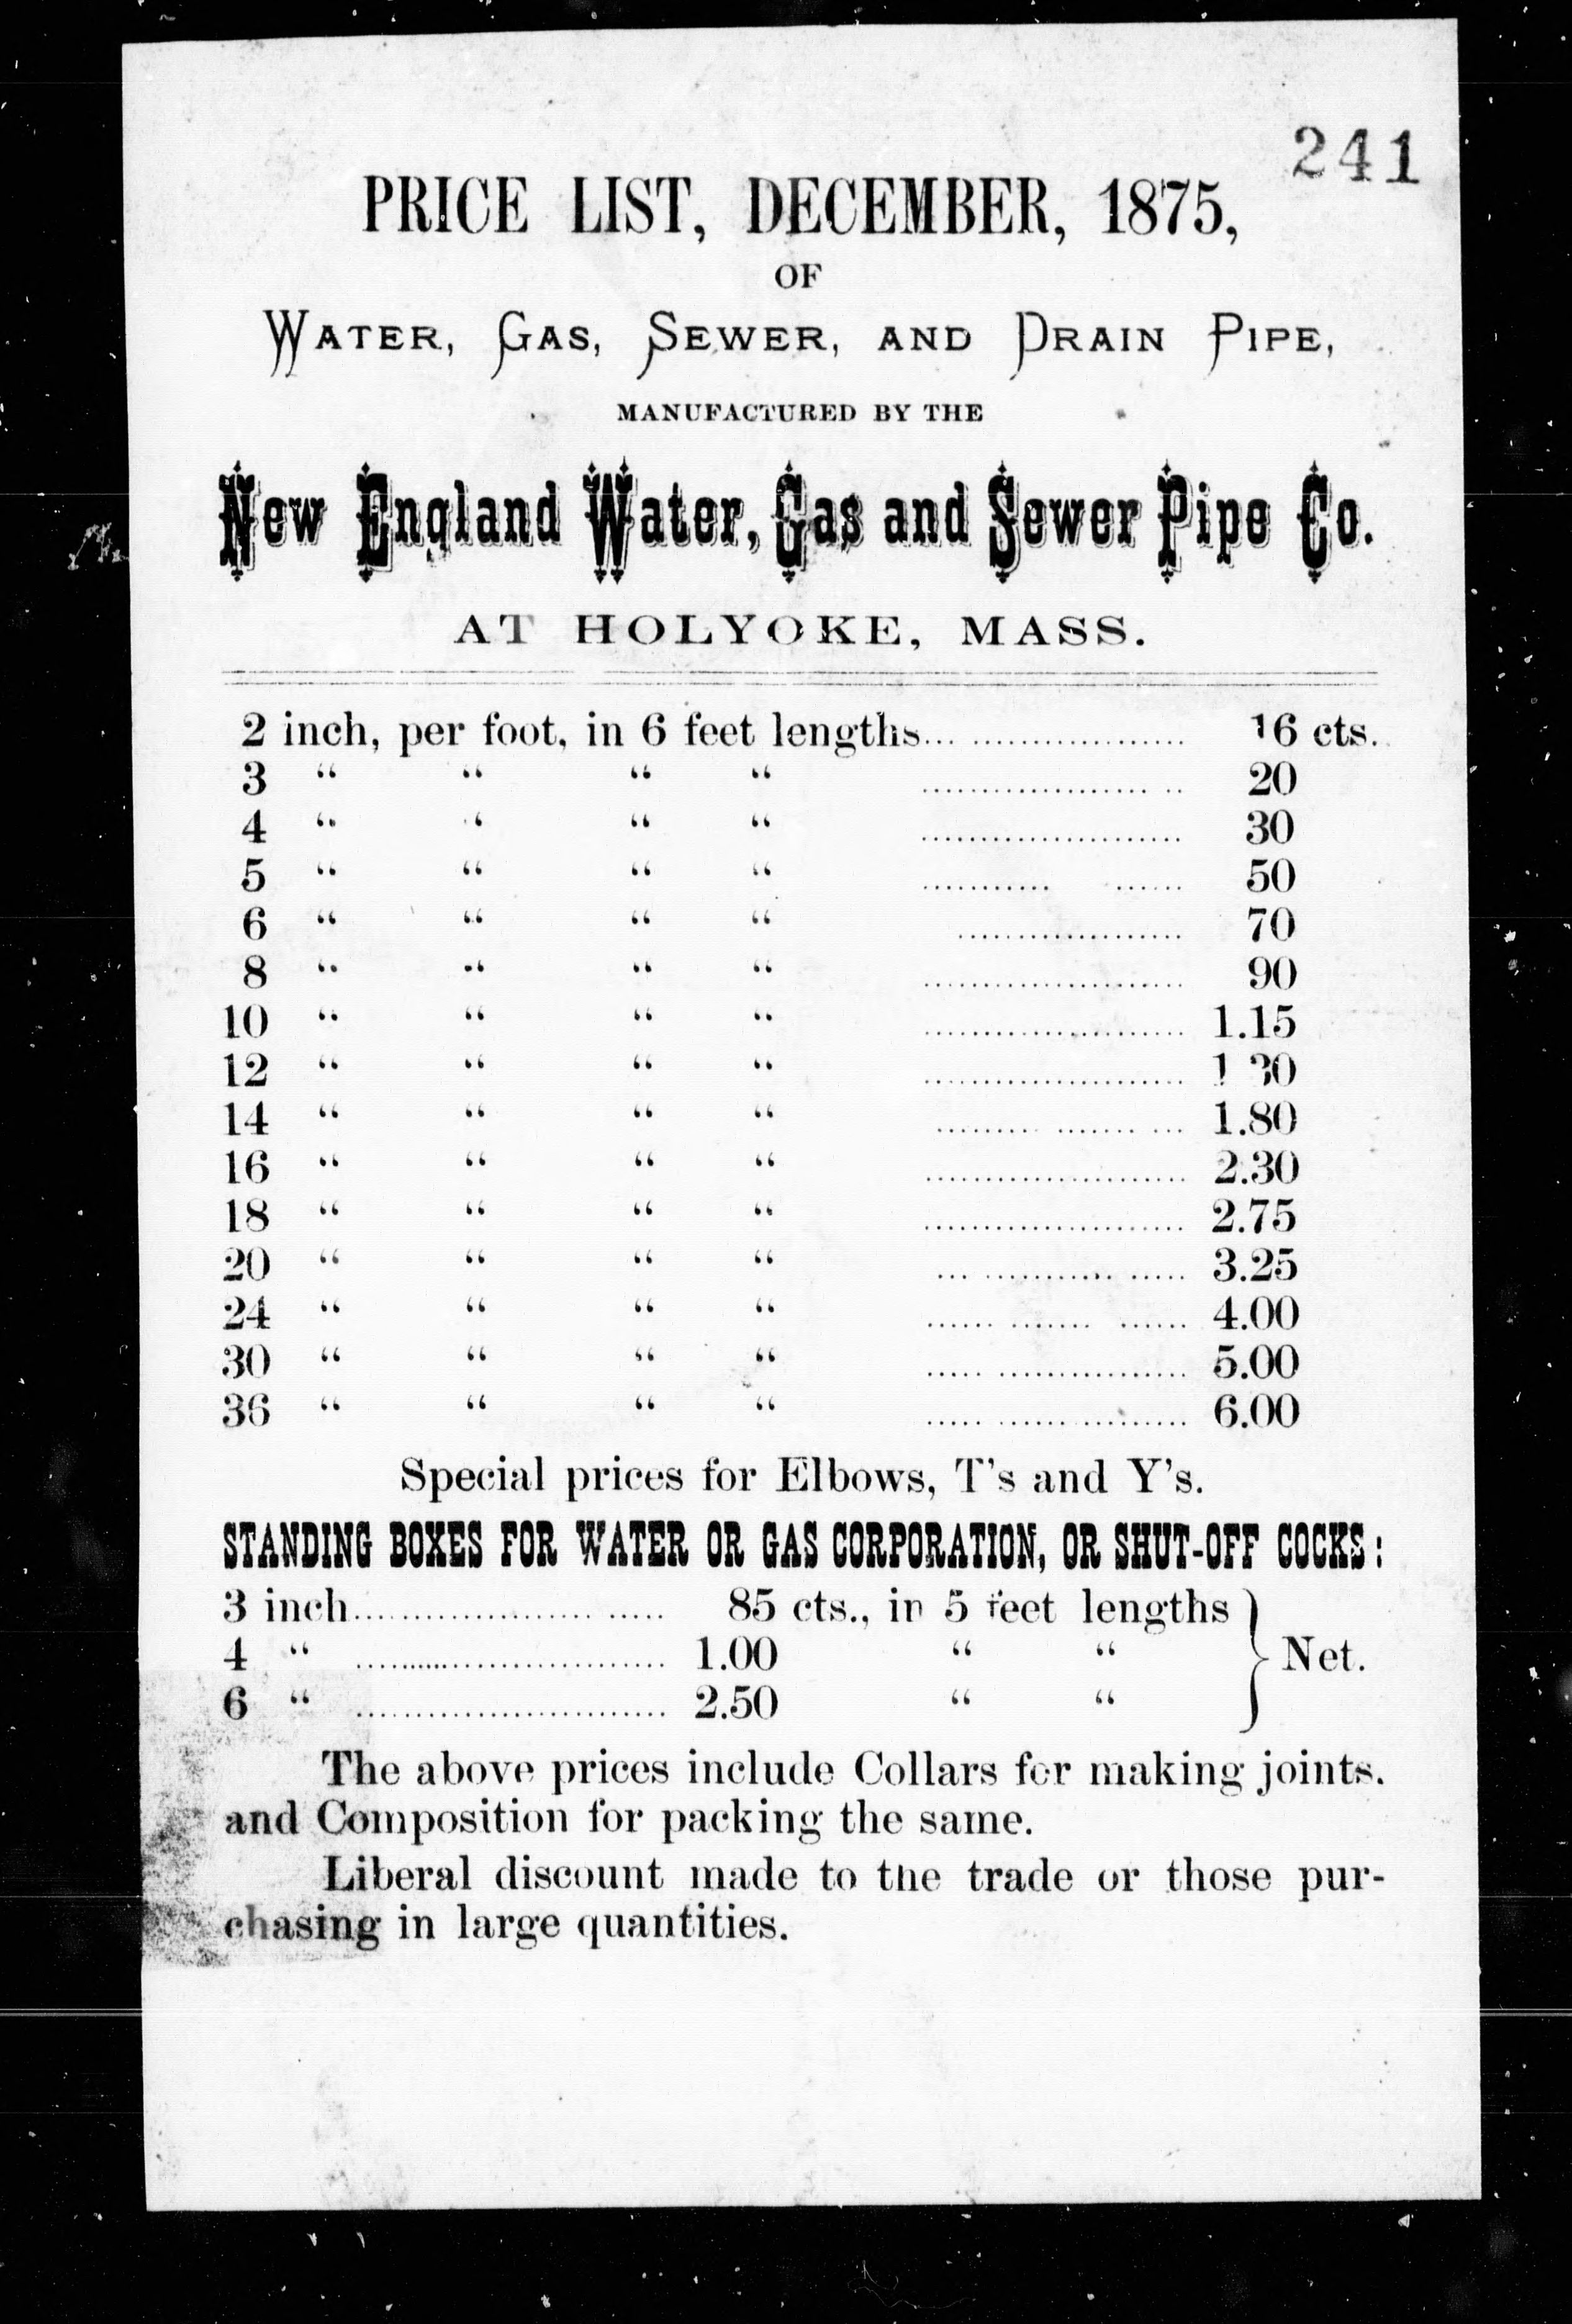 241
PRICE LIST, DECEMBER, 1875,
OF
WATER, GAS, SEWER, AND DRAIN PIPE,
MANUFACTURED BY THE
New England Water, Gas and Sewer Pipe Co.
AT HOLYOKE, MASS.
2 inch, per foot, in 6 feet lengths... .................. 16 cts.
3 “ “ “ “ ................... .. 20
4 “ “ “ “ ...................... 30
5 “ “ “ “ ........... ...... 50
6 “ “ “ “ ................... 70
8 “ “ “ “ ...................... 90
10 “ “ “ “ ...................... 1.15
12 “ “ “ “ ...................... 1 30
14 “ “ “ “ ......... ....... ... 1.80
16 “ “ “ “ ...................... 2.30
18 “ “ “ “ ...................... 2.75
20 “ “ “ “ ... ........... ..... 3.25
24 “ “ “ “ ...... ....... ...... 4.00
30 “ “ “ “ ..... ................ 5.00
36 “ “ “ “ ..... ................ 6.00
Special prices for Elbows, T's and Y's.
STANDING BOXES FOR WATER OR GAS CORPORATION, OR SHUT-OFF COCKS:
3 inch.................... ..... 85 cts., in 5 feet lengths
4 “ .......................... 1.00 “ “ } Net.
6 “ .......................... 2.50 “ “
The above prices include Collars for making joints.
and Composition for packing the same.
Liberal discount made to the trade or those pur-
chasing in large quantities.